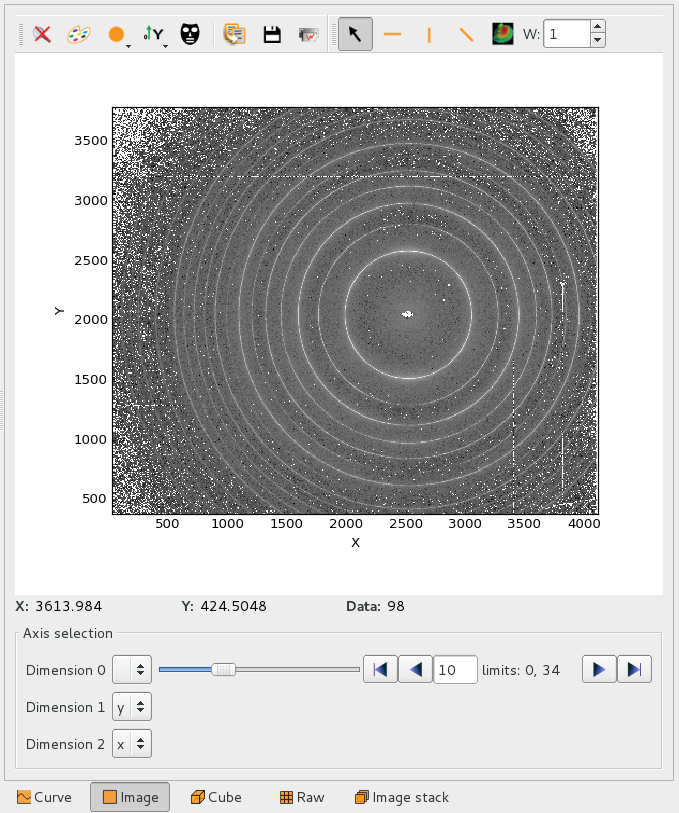 Y W: 1
3500
3000
2500
2000
1500
1000
500
Y
500 1000 1500 2000 2500 3000 3500 4000
X
X: 3613.984 Y: 424.5048 Data: 98
Axis selection
Dimension 0 10 limits: 0, 34
Dimension 1 y
Dimension 2 x
Curve Image Cube Raw Image stack